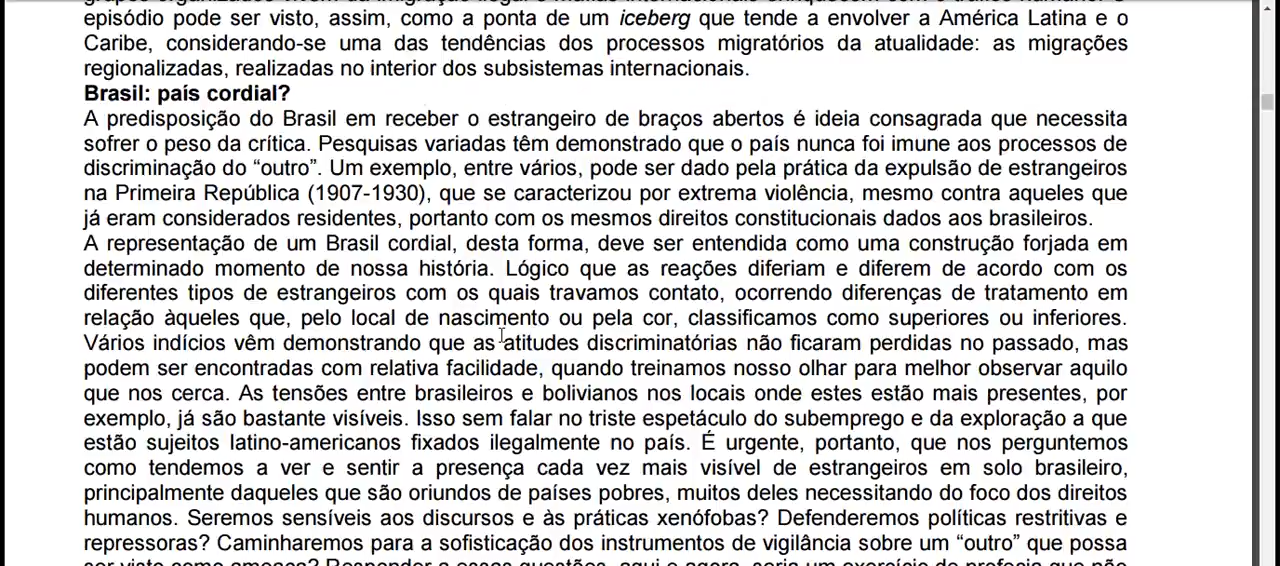 episódio pode ser visto, assim, como a ponta de um iceberg que tende a envolver a América Latina e o
Caribe, considerando-se uma das tendências dos processos migratórios da atualidade: as migrações
regionalizadas, realizadas no interior dos subsistemas internacionais.
Brasil: país cordial?
A predisposição do Brasil em receber o estrangeiro de braços abertos é ideia consagrada que necessita
sofrer o peso da crítica. Pesquisas variadas têm demonstrado que o país nunca foi imune aos processos de
discriminação do “outro”. Um exemplo, entre vários, pode ser dado pela prática da expulsão de estrangeiros
na Primeira República (1907-1930), que se caracterizou por extrema violência, mesmo contra aqueles que
já eram considerados residentes, portanto com os mesmos direitos constitucionais dados aos brasileiros.
A representação de um Brasil cordial, desta forma, deve ser entendida como uma construção forjada em
determinado momento de nossa história. Lógico que as reações diferiam e diferem de acordo com os
diferentes tipos de estrangeiros com os quais travamos contato, ocorrendo diferenças de tratamento em
relação àqueles que, pelo local de nascimento ou pela cor, classificamos como superiores ou inferiores.
Vários indícios vêm demonstrando que as atitudes discriminatórias não ficaram perdidas no passado, mas
podem ser encontradas com relativa facilidade, quando treinamos nosso olhar para melhor observar aquilo
que nos cerca. As tensões entre brasileiros e bolivianos nos locais onde estes estão mais presentes, por
exemplo, já são bastante visíveis. Isso sem falar no triste espetáculo do subemprego e da exploração a que
estão sujeitos latino-americanos fixados ilegalmente no país. É urgente, portanto, que nos perguntemos
como tendemos a ver e sentir a presença cada vez mais visível de estrangeiros em solo brasileiro,
principalmente daqueles que são oriundos de países pobres, muitos deles necessitando do foco dos direitos
humanos. Seremos sensíveis aos discursos e às práticas xenófobas? Defenderemos políticas restritivas e
repressoras? Caminharemos para a sofisticação dos instrumentos de vigilância sobre um “outro” que possa